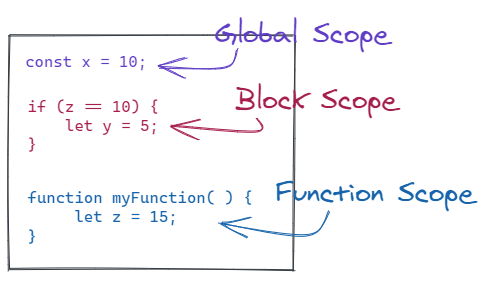 Global Scope
const x = 10;
Block Scope
if (z == 10) {
let y = 5;
}
Function Scope
function myFunction( ) {
let z = 15;
}